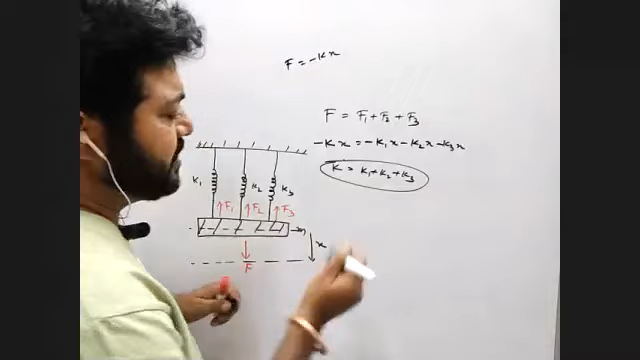 F = -Kx
F = F₁ + F₂ + F₃
-Kx = -K₁x - K₂x - K₃x
K = K₁ + K₂ + K₃
K₁ K₂ K₃
F₁ F₂ F₃
m
x
F